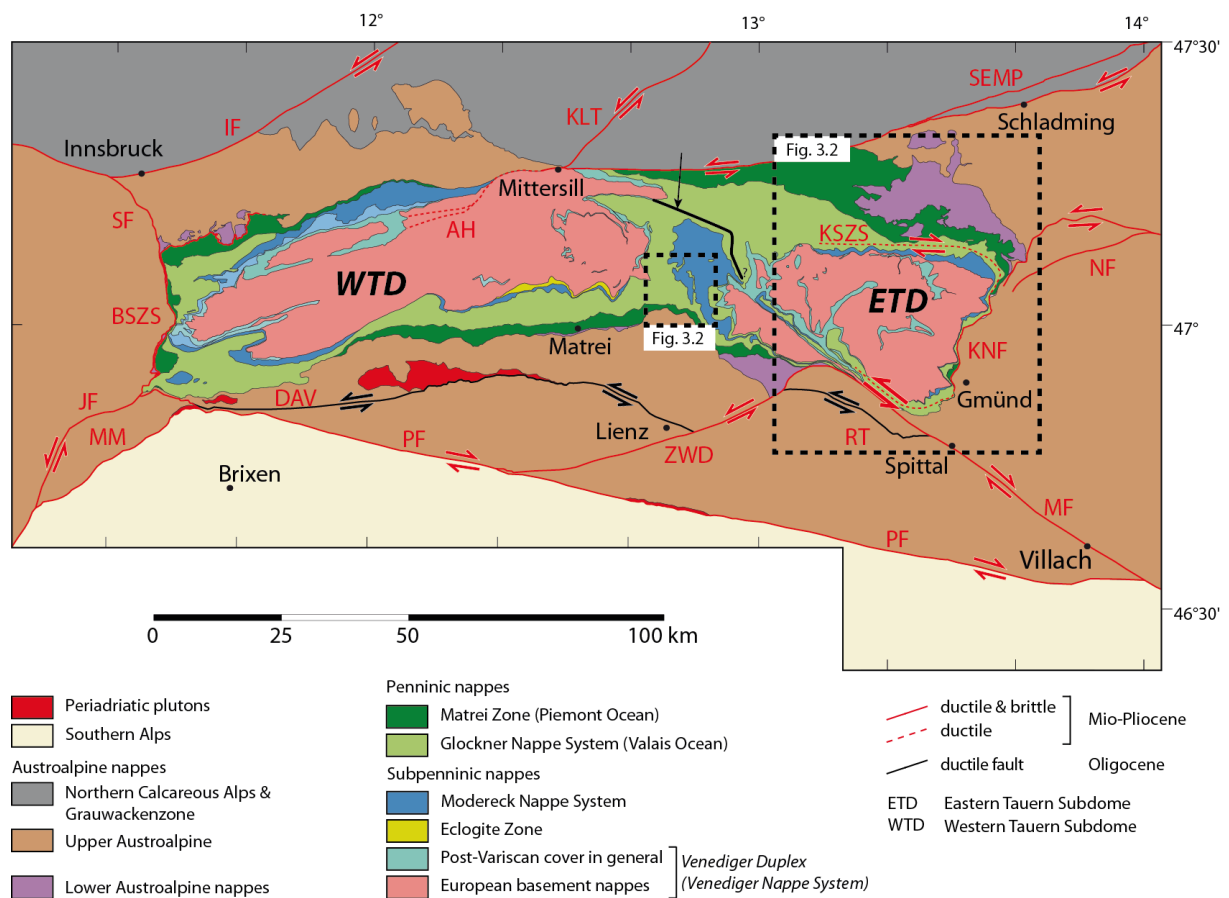 12°
13°
14°
47°30'
SEMP
Schladming
IF
KLT
Innsbruck
Fig. 3.2
Mittersill
SF
AH
KSZS
NF
WTD
ETD
?
BSZS
47°
Matrei
Fig. 3.2
KNF
Gmünd
DAV
JF
MM
PF
Lienz
ZWD
RT
Spittal
Brixen
MF
PF
Villach
46°30'
0 25 50 100 km
Periadriatic plutons
Southern Alps
Austroalpine nappes
Northern Calcareous Alps &
Grauwackenzone
Upper Austroalpine
Lower Austroalpine nappes
Penninic nappes
Matrei Zone (Piemont Ocean)
Glockner Nappe System (Valais Ocean)
Subpenninic nappes
Modereck Nappe System
Eclogite Zone
Post-Variscan cover in general
European basement nappes
Venediger Duplex
(Venediger Nappe System)
ductile & brittle
ductile
Mio-Pliocene
ductile fault Oligocene
ETD Eastern Tauern Subdome
WTD Western Tauern Subdome